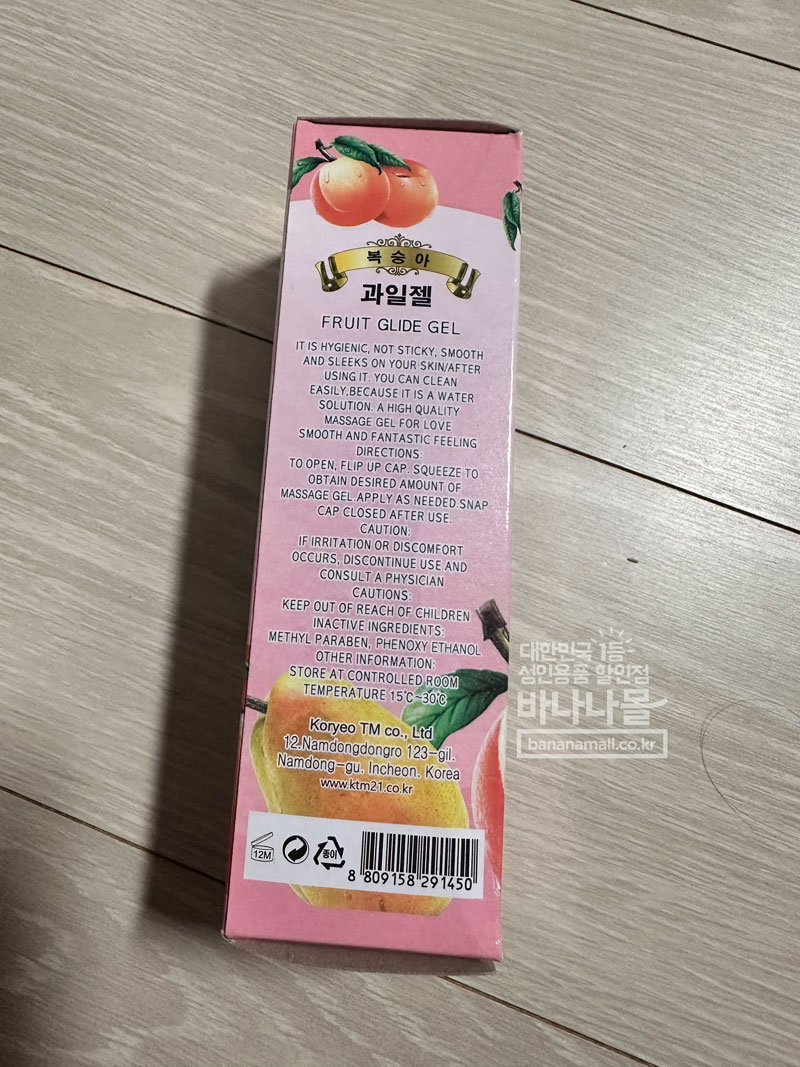 복숭아
과일젤
FRUIT GLIDE GEL
IT IS HYGIENIC, NOT STICKY, SMOOTH
AND SLEEKS ON YOUR SKIN/AFTER
USING IT. YOU CAN CLEAN
EASILY,BECAUSE IT IS A WATER
SOLUTION. A HIGH QUALITY
MASSAGE GEL FOR LOVE
SMOOTH AND FANTASTIC FEELING
DIRECTIONS:
TO OPEN, FLIP UP CAP. SQUEEZE TO
OBTAIN DESIRED AMOUNT OF
MASSAGE GEL.APPLY AS NEEDED.SNAP
CAP CLOSED AFTER USE.
CAUTION:
IF IRRITATION OR DISCOMFORT
OCCURS, DISCONTINUE USE AND
CONSULT A PHYSICIAN
CAUTIONS:
KEEP OUT OF REACH OF CHILDREN
INACTIVE INGREDIENTS:
METHYL PARABEN, PHENOXY ETHANOL
OTHER INFORMATION:
STORE AT CONTROLLED ROOM
TEMPERATURE 15℃~30℃
Koryeo TM co., Ltd
12.Namdongdongro 123-gil.
Namdong-gu. Incheon. Korea
www.ktm21.co.kr
12M
종이
8 809158 291450
대한민국 1등
성인용품 할인점
바나나몰
bananamall.co.kr